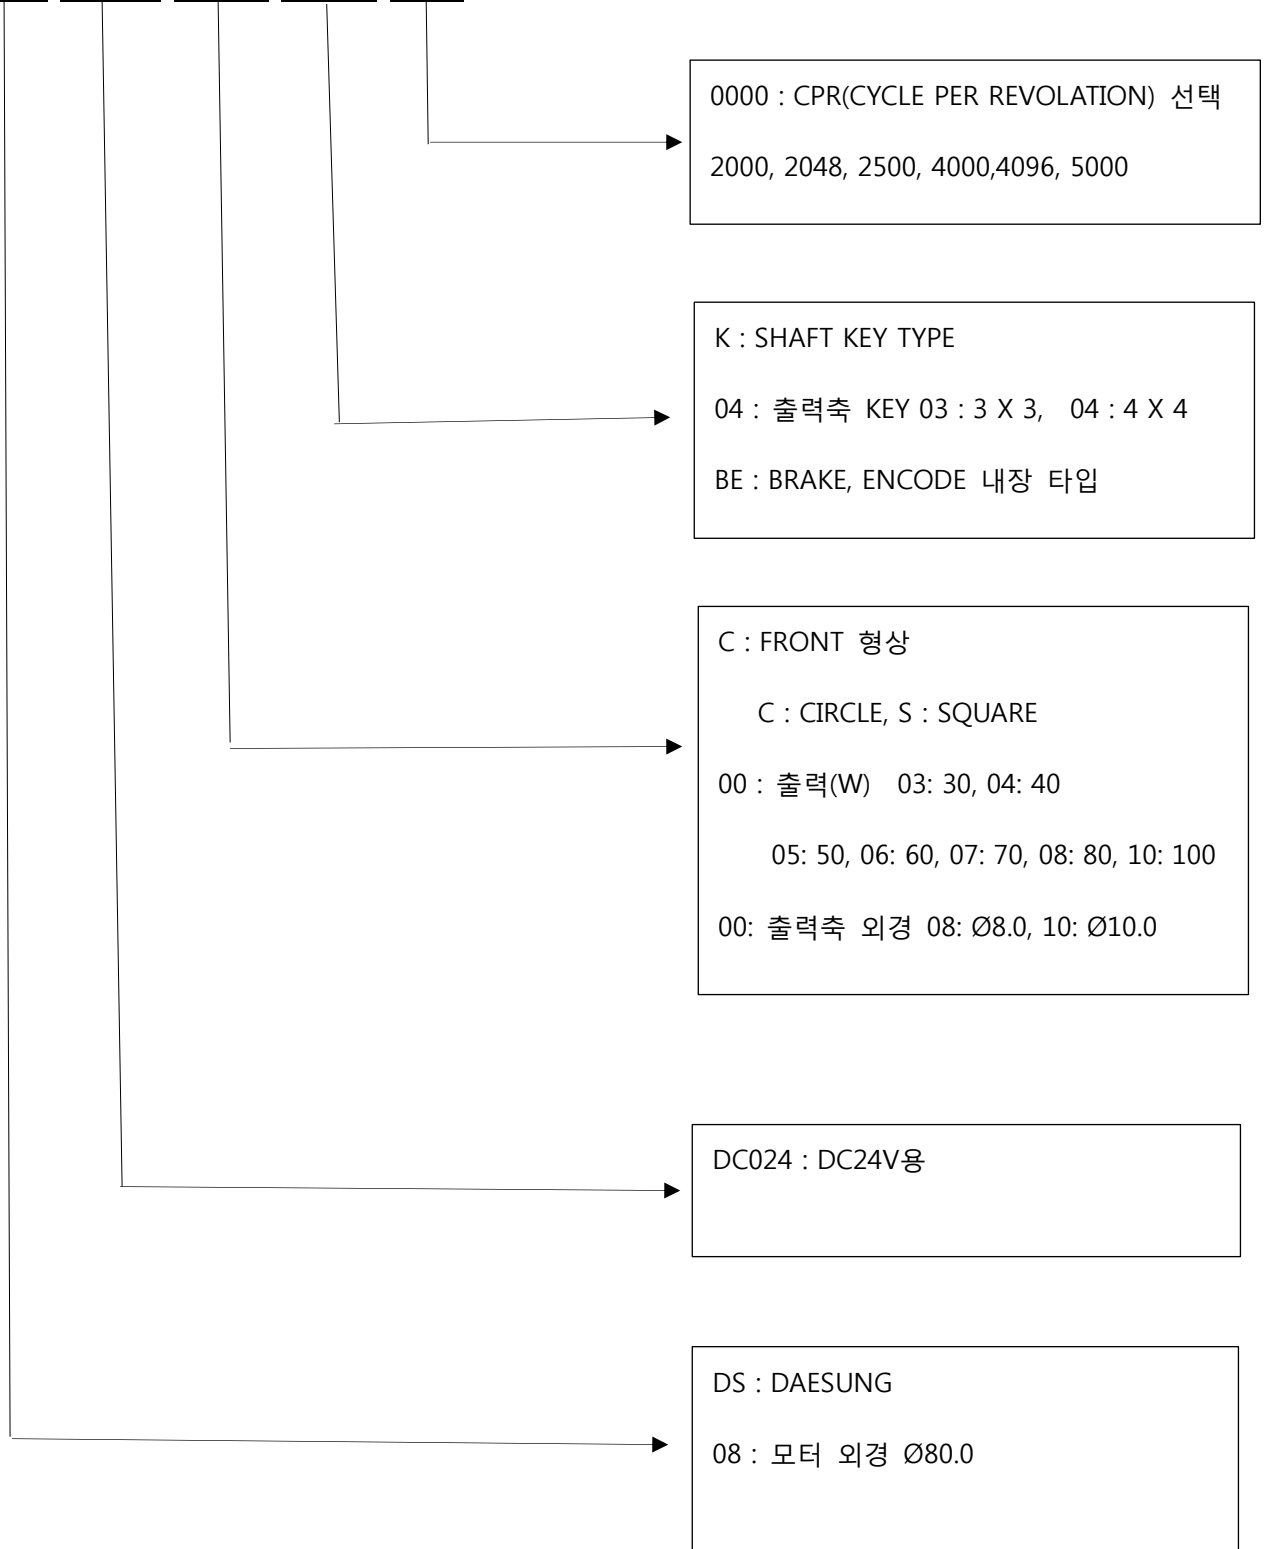 0000 : CPR(CYCLE PER REVOLATION) 선택
2000, 2048, 2500, 4000,4096, 5000
K : SHAFT KEY TYPE
04 : 출력축 KEY 03 : 3 X 3, 04 : 4 X 4
BE : BRAKE, ENCODE 내장 타입
C : FRONT 형상
C : CIRCLE, S : SQUARE
00 : 출력(W) 03: 30, 04: 40
05: 50, 06: 60, 07: 70, 08: 80, 10: 100
00: 출력축 외경 08: Ø8.0, 10: Ø10.0
DC024 : DC24V용
DS : DAESUNG
08 : 모터 외경 Ø80.0